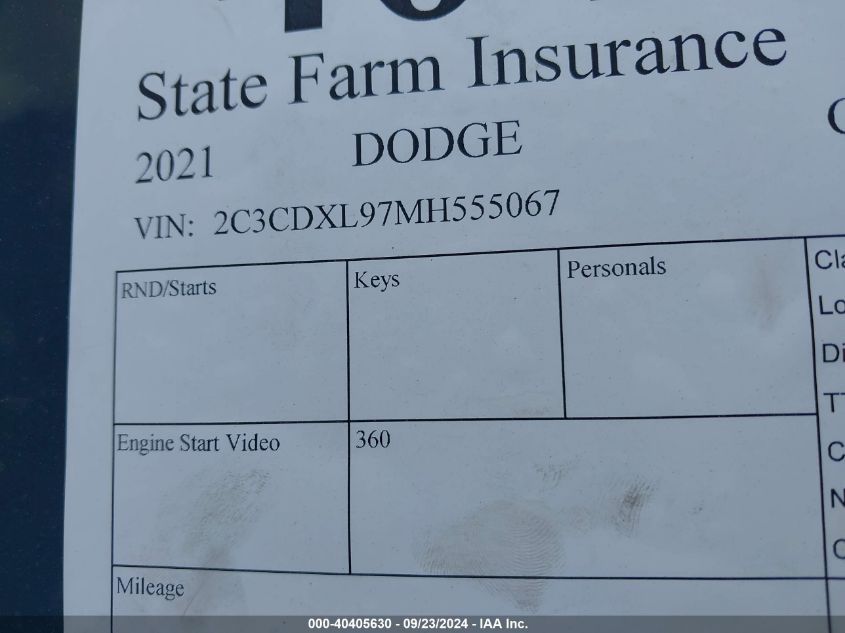 State Farm Insurance
2021 DODGE
VIN: 2C3CDXL97MH555067
RND/Starts Keys Personals
Engine Start Video 360
Mileage
000-40405630 - 09/23/2024 - IAA Inc.